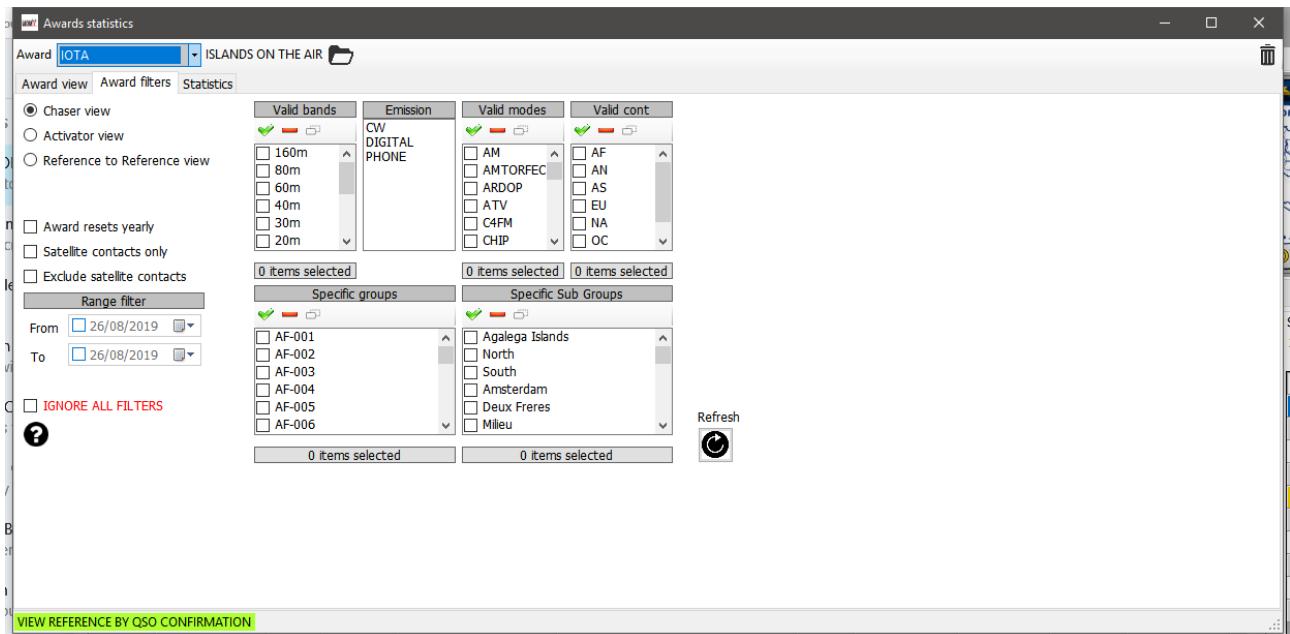 Awards statistics
Award IOTA ISLANDS ON THE AIR
Award view Award filters Statistics
Chaser view
Activator view
Reference to Reference view
Award resets yearly
Satellite contacts only
Exclude satellite contacts
Range filter
From 26/08/2019
To 26/08/2019
IGNORE ALL FILTERS
Valid bands
160m
80m
60m
40m
30m
20m
0 items selected
Emission
CW
DIGITAL
PHONE
Valid modes
AM
AMTORFEC
ARDOP
ATV
C4FM
CHIP
0 items selected
Valid cont
AF
AN
AS
EU
NA
OC
0 items selected
Specific groups
AF-001
AF-002
AF-003
AF-004
AF-005
AF-006
0 items selected
Specific Sub Groups
Agalega Islands
North
South
Amsterdam
Deux Freres
Milieu
0 items selected
Refresh
VIEW REFERENCE BY QSO CONFIRMATION